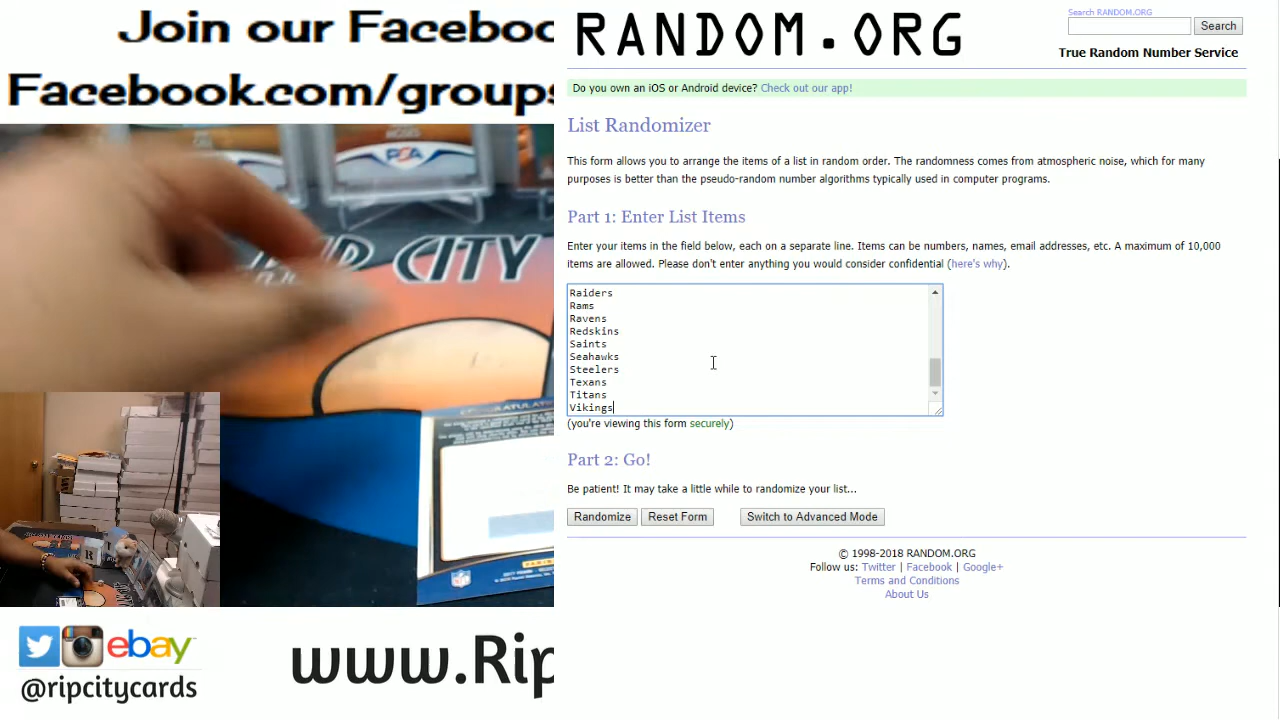 Join our Faceboo
Facebook.com/groups
CITY
R
ebay
@ripcitycards
www.Rip
RANDOM.ORG
Search RANDOM.ORG
Search
True Random Number Service
Do you own an iOS or Android device? Check out our app!
List Randomizer
This form allows you to arrange the items of a list in random order. The randomness comes from atmospheric noise, which for many
purposes is better than the pseudo-random number algorithms typically used in computer programs.
Part 1: Enter List Items
Enter your items in the field below, each on a separate line. Items can be numbers, names, email addresses, etc. A maximum of 10,000
items are allowed. Please don't enter anything you would consider confidential (here's why).
Raiders
Rams
Ravens
Redskins
Saints
Seahawks
Steelers
Texans
Titans
Vikings
(you're viewing this form securely)
Part 2: Go!
Be patient! It may take a little while to randomize your list...
Randomize Reset Form Switch to Advanced Mode
© 1998-2018 RANDOM.ORG
Follow us: Twitter | Facebook | Google+
Terms and Conditions
About Us